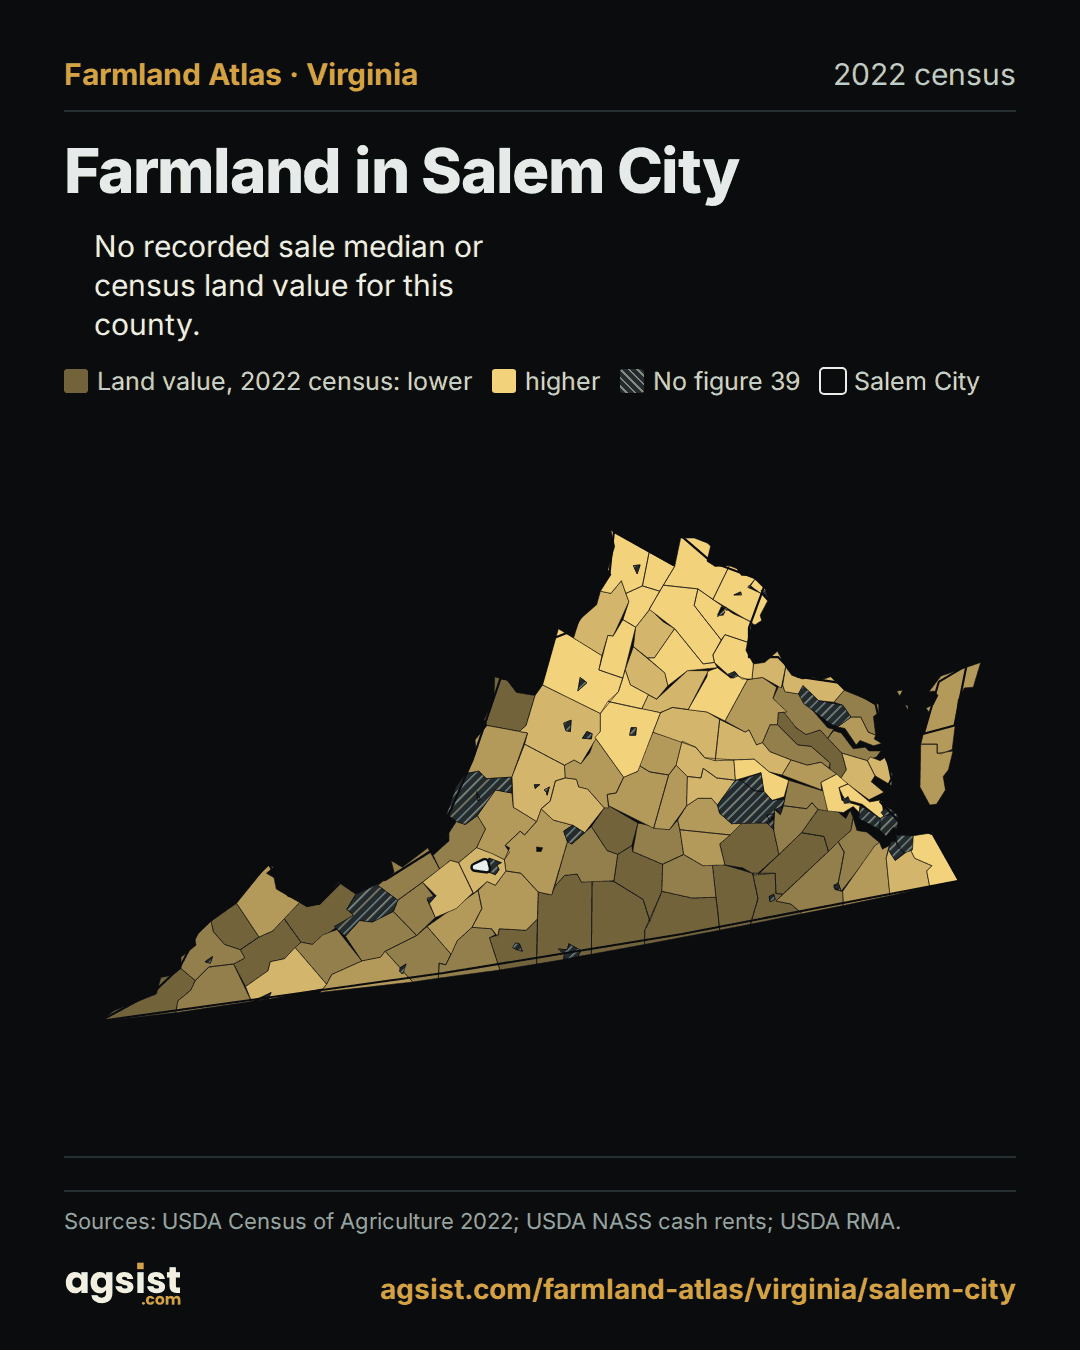 Farmland Atlas · Virginia
2022 census
Farmland in Salem City
No recorded sale median or
census land value for this
county.
Land value, 2022 census: lower higher No figure 39 Salem City
Sources: USDA Census of Agriculture 2022; USDA NASS cash rents; USDA RMA.
agsist
.com
agsist.com/farmland-atlas/virginia/salem-city